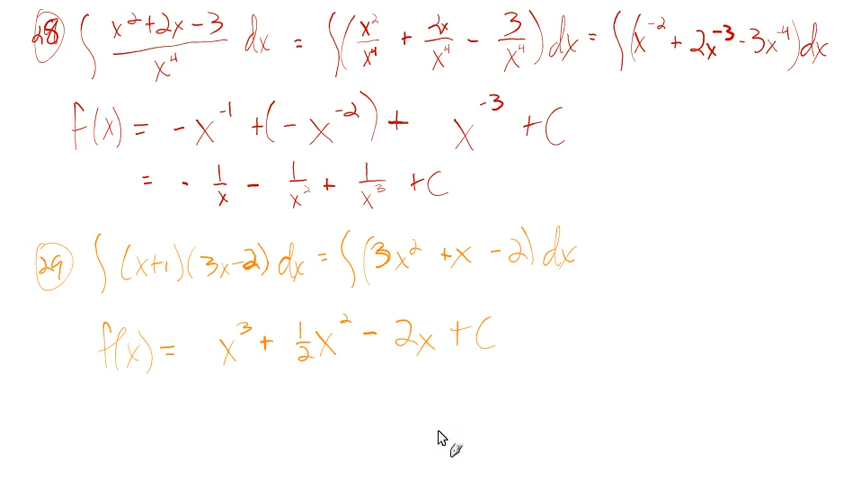 28 ∫ (x² + 2x - 3)/x⁴ dx = ∫(x²/x⁴ + 2x/x⁴ - 3/x⁴)dx = ∫(x⁻² + 2x⁻³ - 3x⁻⁴)dx
f(x) = -x⁻¹ + (-x⁻²) + x⁻³ + C
= - 1/x - 1/x² + 1/x³ + C
29 ∫ (x+1)(3x-2)dx = ∫(3x² + x - 2)dx
f(x) = x³ + 1/2 x² - 2x + C